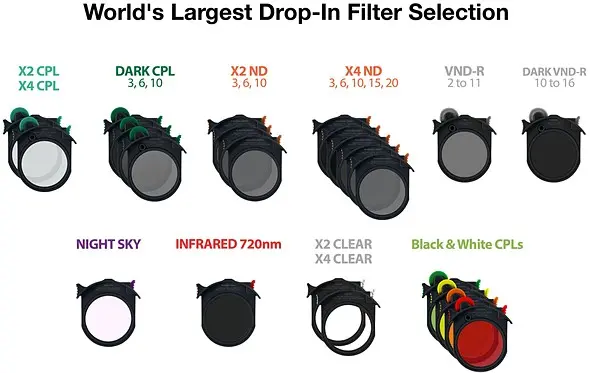 World's Largest Drop-In Filter Selection
X2 CPL
X4 CPL
DARK CPL
3, 6, 10
X2 ND
3, 6, 10
X4 ND
3, 6, 10, 15, 20
VND-R
2 to 11
DARK VND-R
10 to 16
NIGHT SKY
INFRARED 720nm
X2 CLEAR
X4 CLEAR
Black & White CPLs